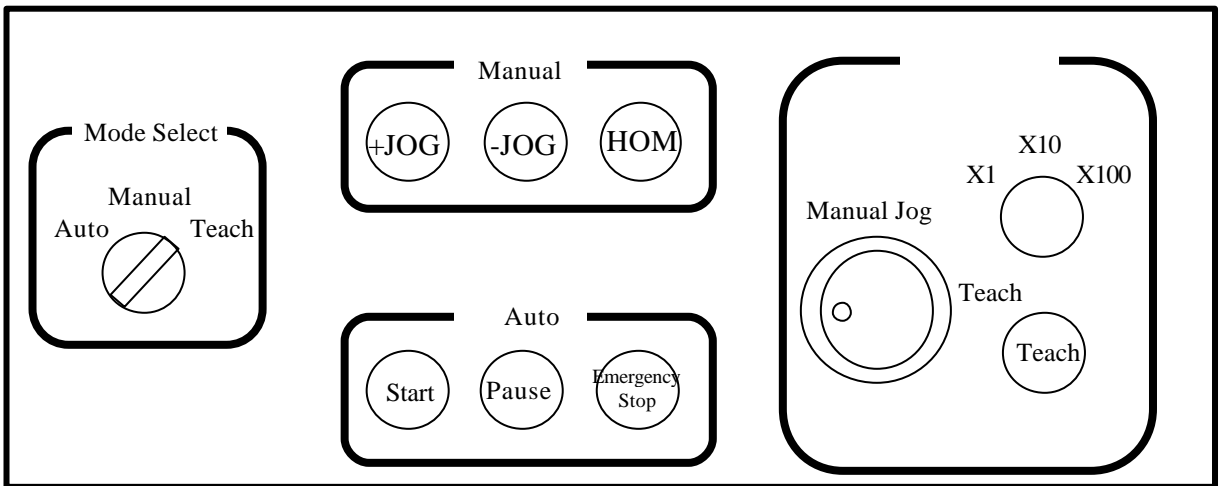 Mode Select
Manual
Auto Teach
Manual
+JOG -JOG HOM
Auto
Start Pause Emergency
Stop
X10
X1 X100
Manual Jog
Teach
Teach